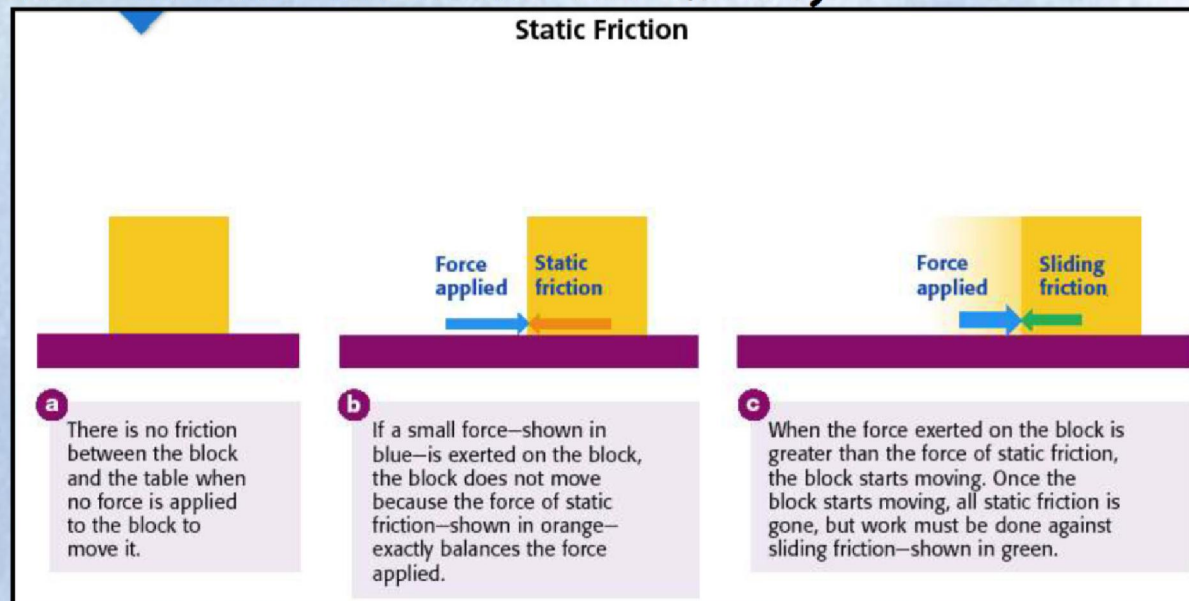 Static Friction
Force
applied
Static
friction
Force
applied
Sliding
friction
a
There is no friction
between the block
and the table when
no force is applied
to the block to
move it.
b
If a small force—shown in
blue—is exerted on the block,
the block does not move
because the force of static
friction—shown in orange—
exactly balances the force
applied.
c
When the force exerted on the block is
greater than the force of static friction,
the block starts moving. Once the
block starts moving, all static friction is
gone, but work must be done against
sliding friction—shown in green.